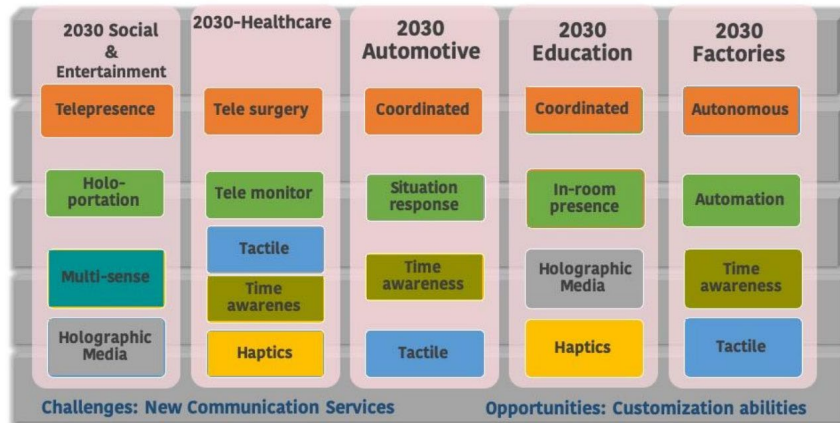 2030 Social
&
Entertainment
Telepresence
Holo-
portation
Multi-sense
Holographic
Media
2030-Healthcare
Tele surgery
Tele monitor
Tactile
Time
awarenes
Haptics
2030
Automotive
Coordinated
Situation
response
Time
awareness
Tactile
2030
Education
Coordinated
In-room
presence
Holographic
Media
Haptics
2030
Factories
Autonomous
Automation
Time
awareness
Tactile
Challenges: New Communication Services
Opportunities: Customization abilities